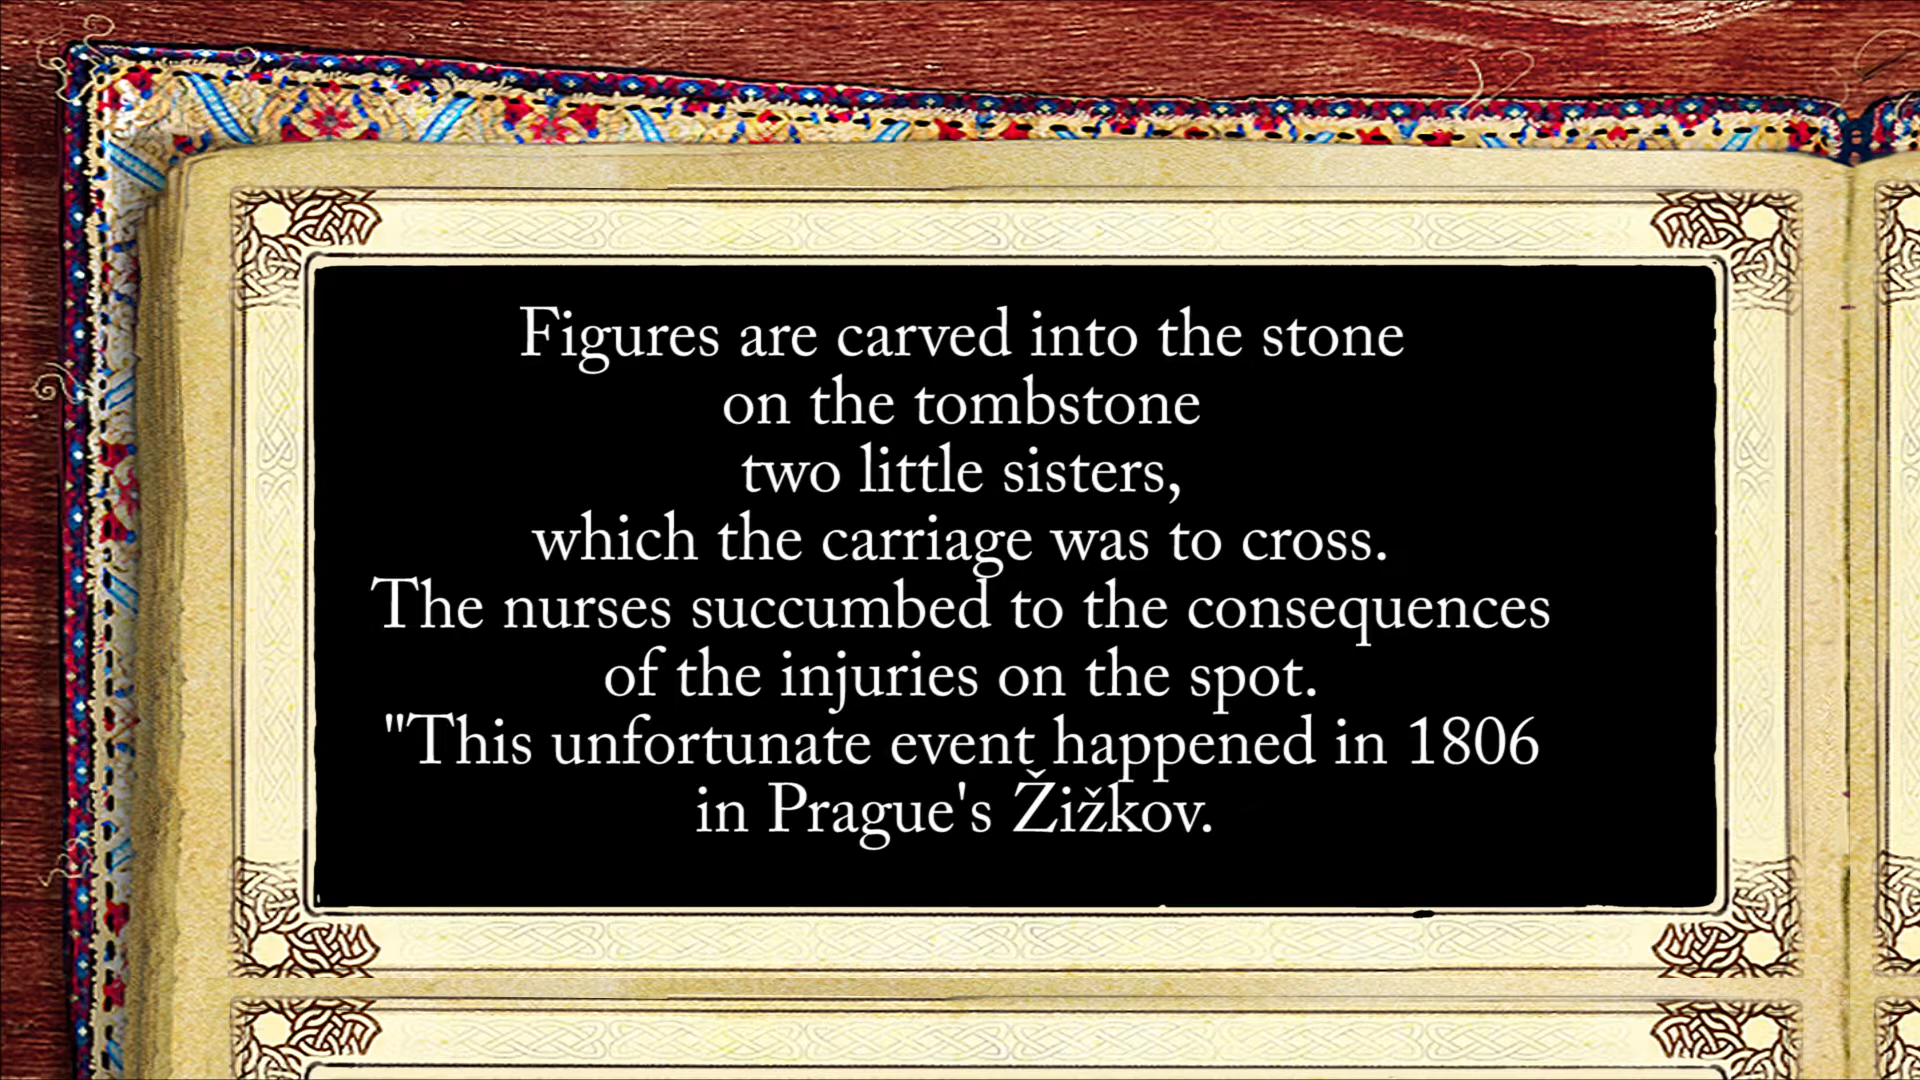 Figures are carved into the stone
on the tombstone
two little sisters,
which the carriage was to cross.
The nurses succumbed to the consequences
of the injuries on the spot.
"This unfortunate event happened in 1806
in Prague's Žižkov.